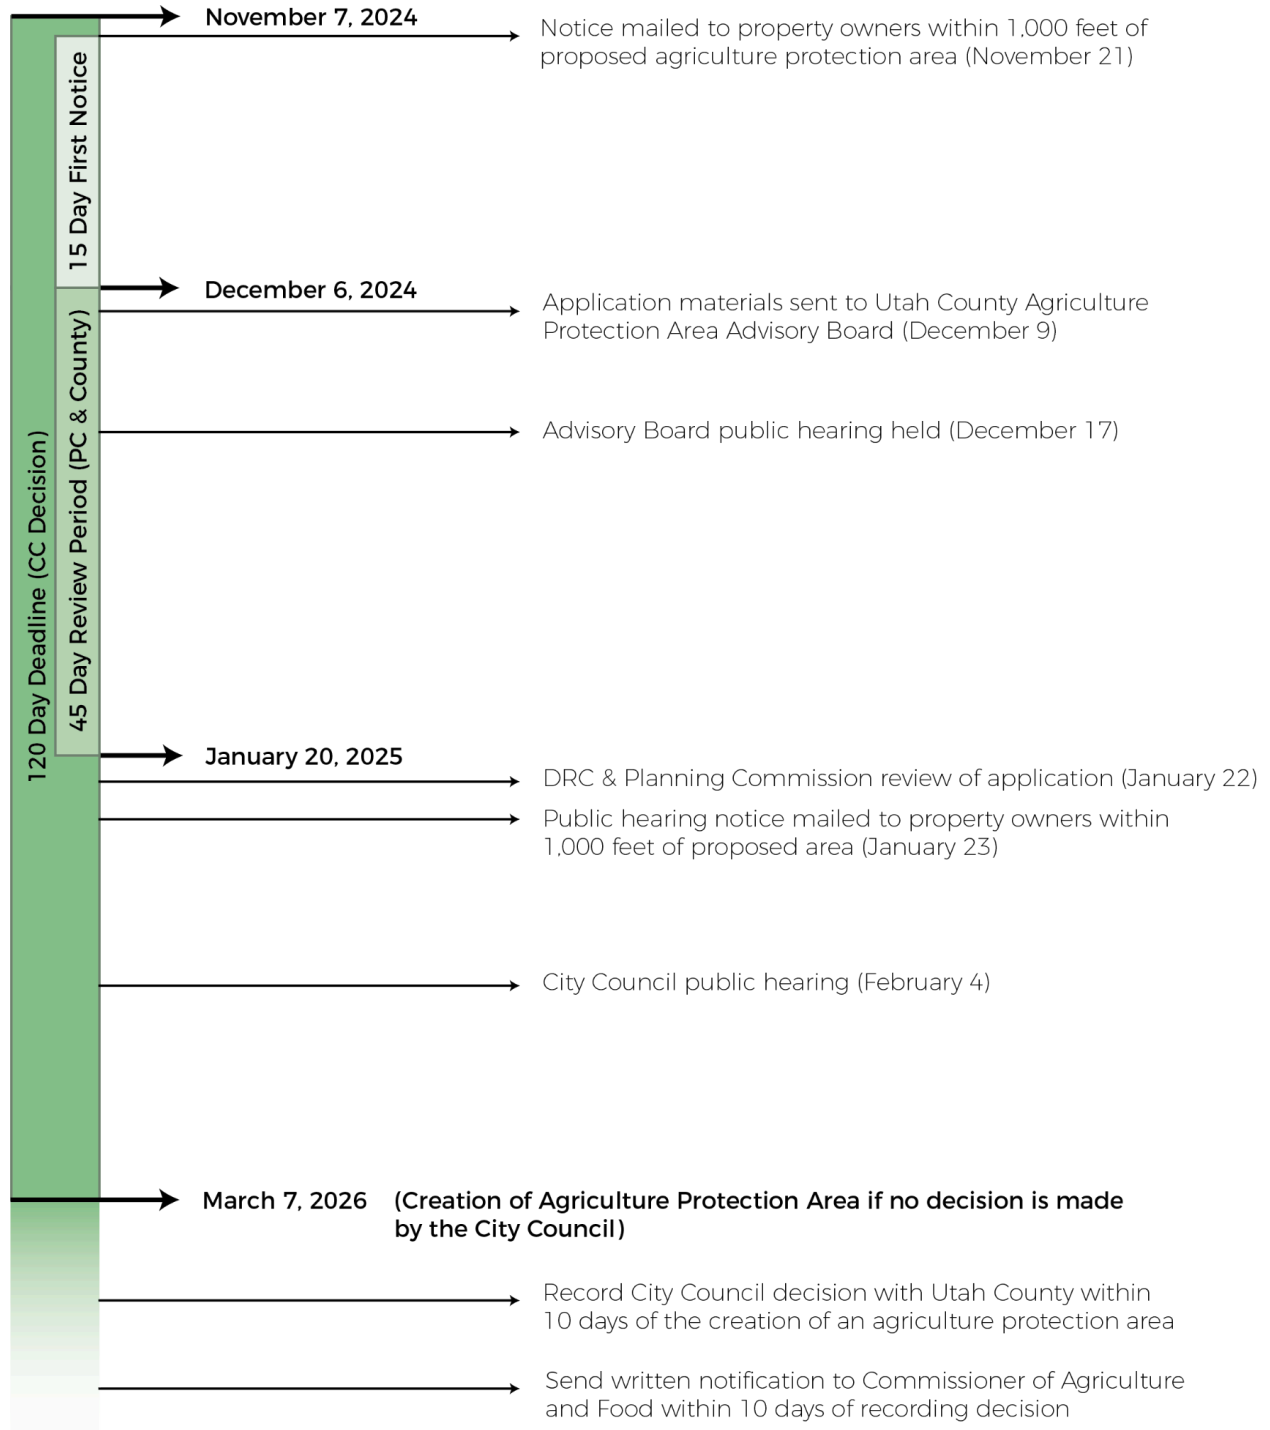 November 7, 2024
Notice mailed to property owners within 1,000 feet of
proposed agriculture protection area (November 21)
15 Day First Notice
December 6, 2024
Application materials sent to Utah County Agriculture
Protection Area Advisory Board (December 9)
45 Day Review Period (PC & County)
Advisory Board public hearing held (December 17)
120 Day Deadline (CC Decision)
January 20, 2025
DRC & Planning Commission review of application (January 22)
Public hearing notice mailed to property owners within
1,000 feet of proposed area (January 23)
City Council public hearing (February 4)
March 7, 2026 (Creation of Agriculture Protection Area if no decision is made
by the City Council)
Record City Council decision with Utah County within
10 days of the creation of an agriculture protection area
Send written notification to Commissioner of Agriculture
and Food within 10 days of recording decision